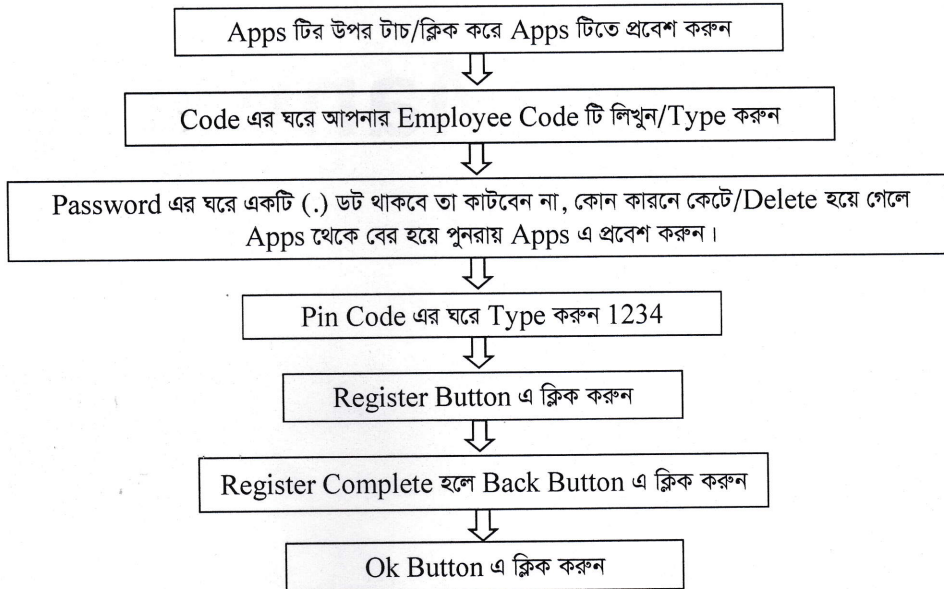 Apps টির উপর টাচ/ক্লিক করে Apps টিতে প্রবেশ করুন
Code এর ঘরে আপনার Employee Code টি লিখুন/Type করুন
Password এর ঘরে একটি (.) ডট থাকবে তা কাটবেন না, কোন কারনে কেটে/Delete হয়ে গেলে
Apps থেকে বের হয়ে পুনরায় Apps এ প্রবেশ করুন।
Pin Code এর ঘরে Type করুন 1234
Register Button এ ক্লিক করুন
Register Complete হলে Back Button এ ক্লিক করুন
Ok Button এ ক্লিক করুন